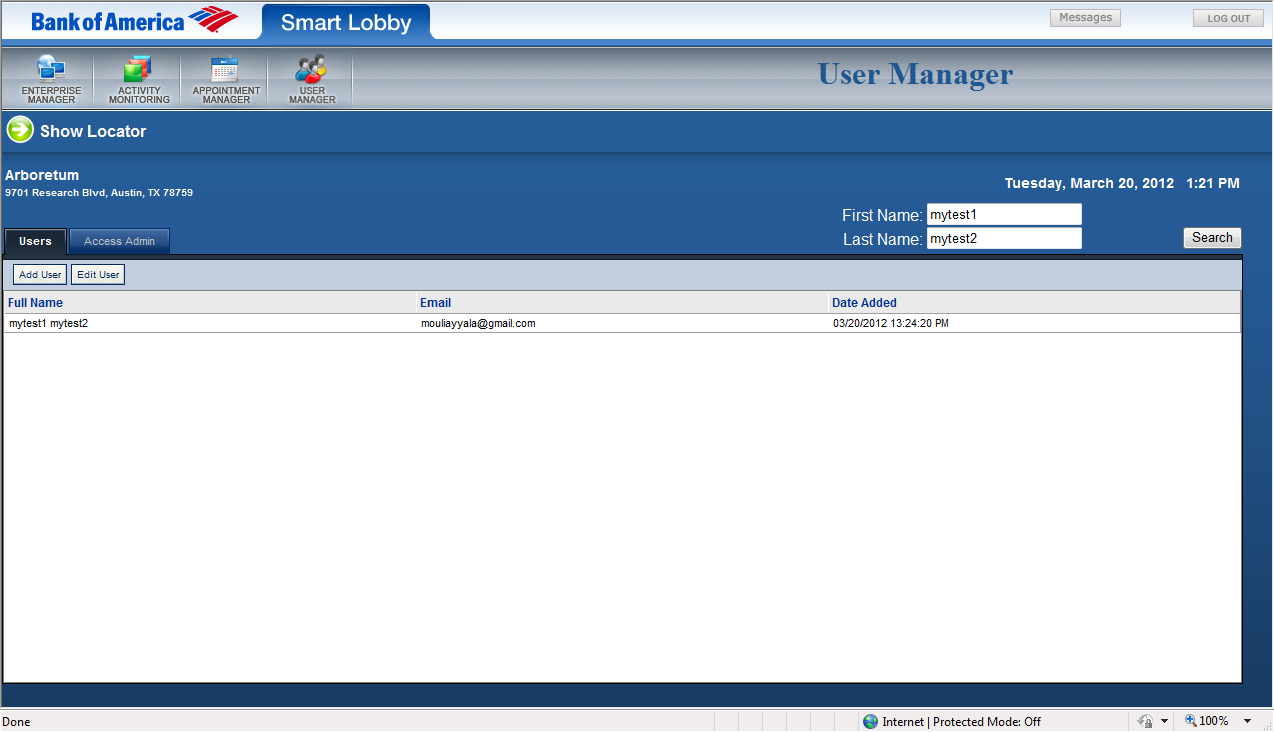 Bank of America
Smart Lobby
Messages
LOG OUT
ENTERPRISE
MANAGER
ACTIVITY
MONITORING
APPOINTMENT
MANAGER
USER
MANAGER
User Manager
Show Locator
Arboretum
9701 Research Blvd, Austin, TX 78759
Tuesday, March 20, 2012 1:21 PM
First Name: mytest1
Last Name: mytest2
Search
Users Access Admin
Add User Edit User
Full Name Email Date Added
mytest1 mytest2 mouliayyala@gmail.com 03/20/2012 13:24:20 PM
Done
Internet | Protected Mode: Off
100%